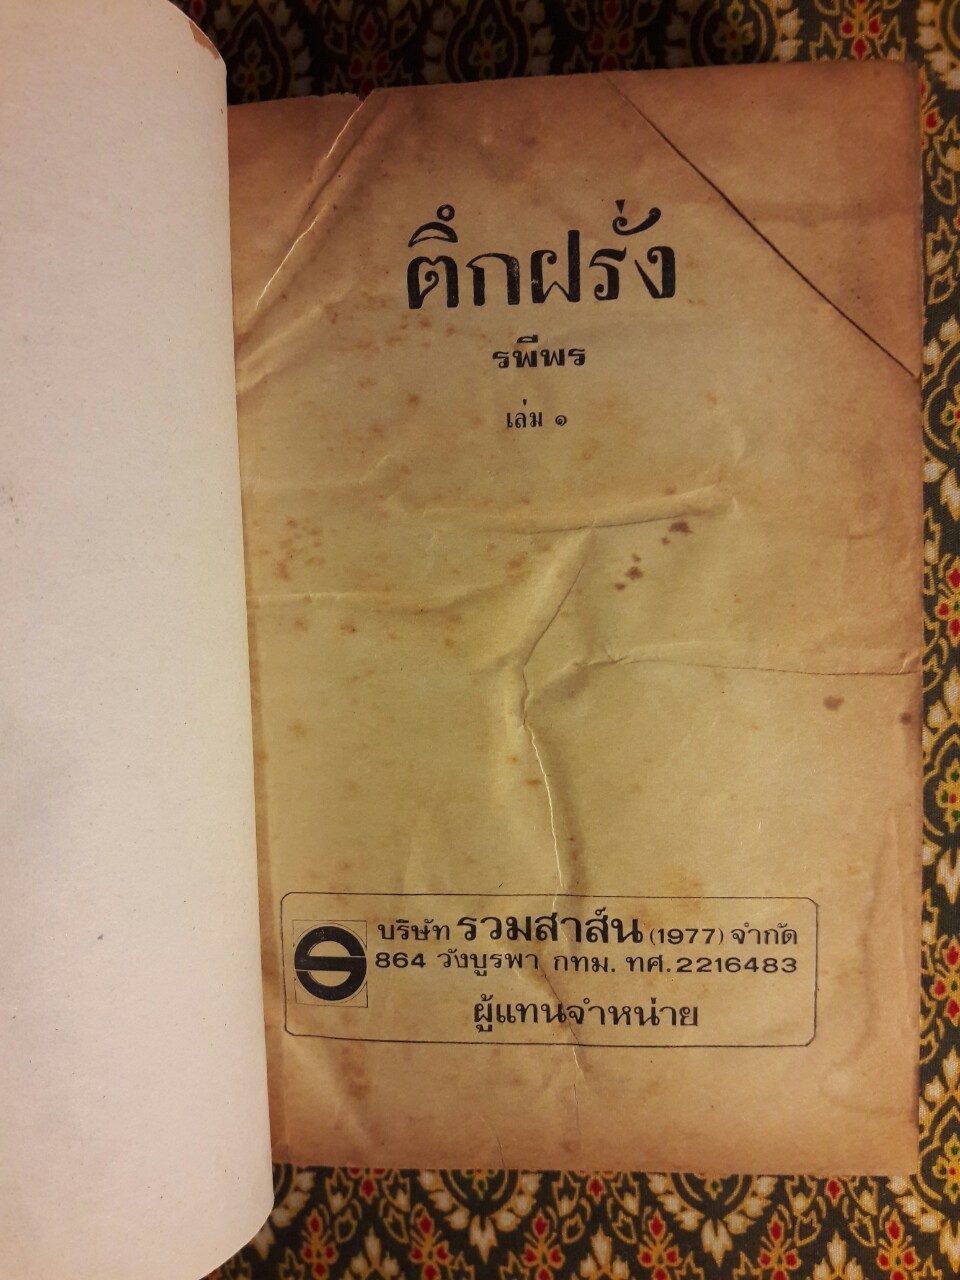 ติ๊กฝรั่ง
รพีพร
เล่ม ๑
บริษัท รวมสาส์น (1977) จำกัด
864 วังบูรพา กทม. ทศ. 2216483
ผู้แทนจำหน่าย